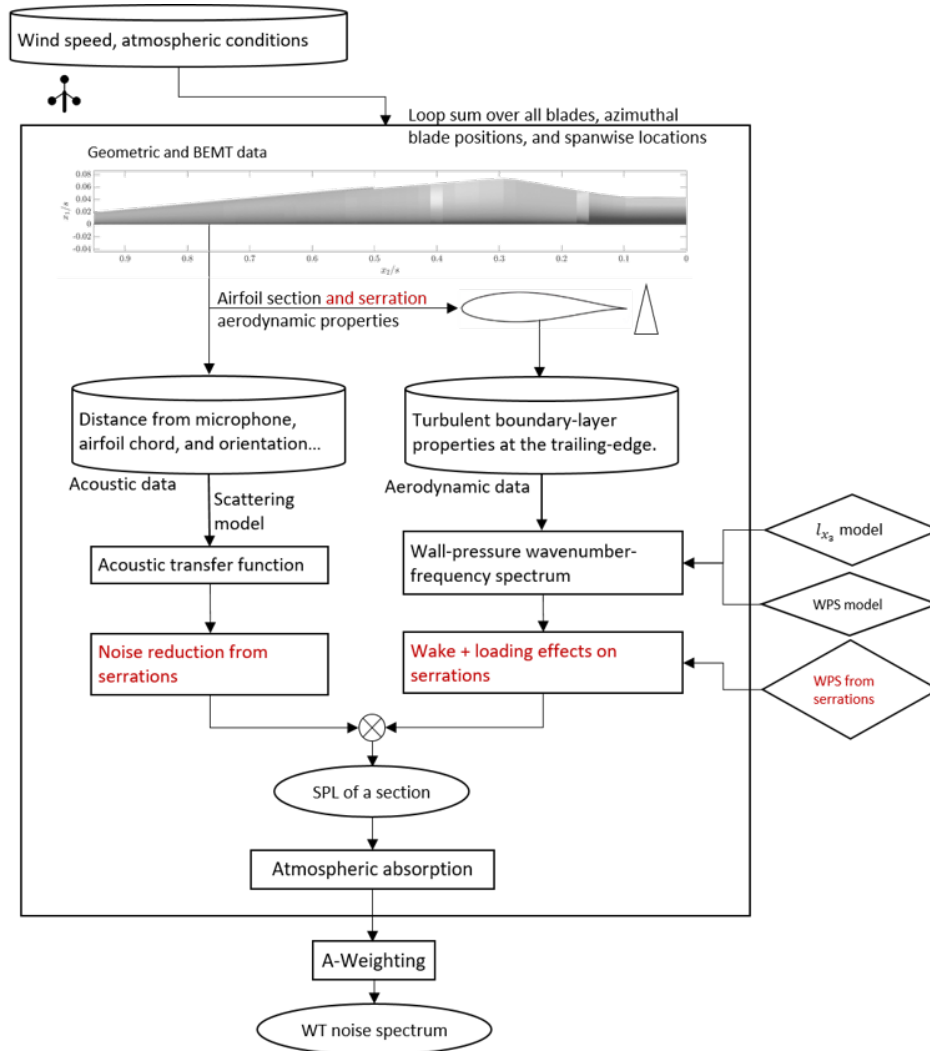 Wind speed, atmospheric conditions
Loop sum over all blades, azimuthal
blade positions, and spanwise locations
Geometric and BEMT data
0.08
0.06
0.04
0.02
0
-0.02
-0.04
x₁/s
0.9 0.8 0.7 0.6 0.5 0.4 0.3 0.2 0.1 0
x₂/s
Airfoil section and serration
aerodynamic properties
Distance from microphone,
airfoil chord, and orientation...
Turbulent boundary-layer
properties at the trailing-edge.
Acoustic data
Scattering
model
Aerodynamic data
Acoustic transfer function
Wall-pressure wavenumber-
frequency spectrum
l_{x_3} model
WPS model
Noise reduction from
serrations
Wake + loading effects on
serrations
WPS from
serrations
SPL of a section
Atmospheric absorption
A-Weighting
WT noise spectrum